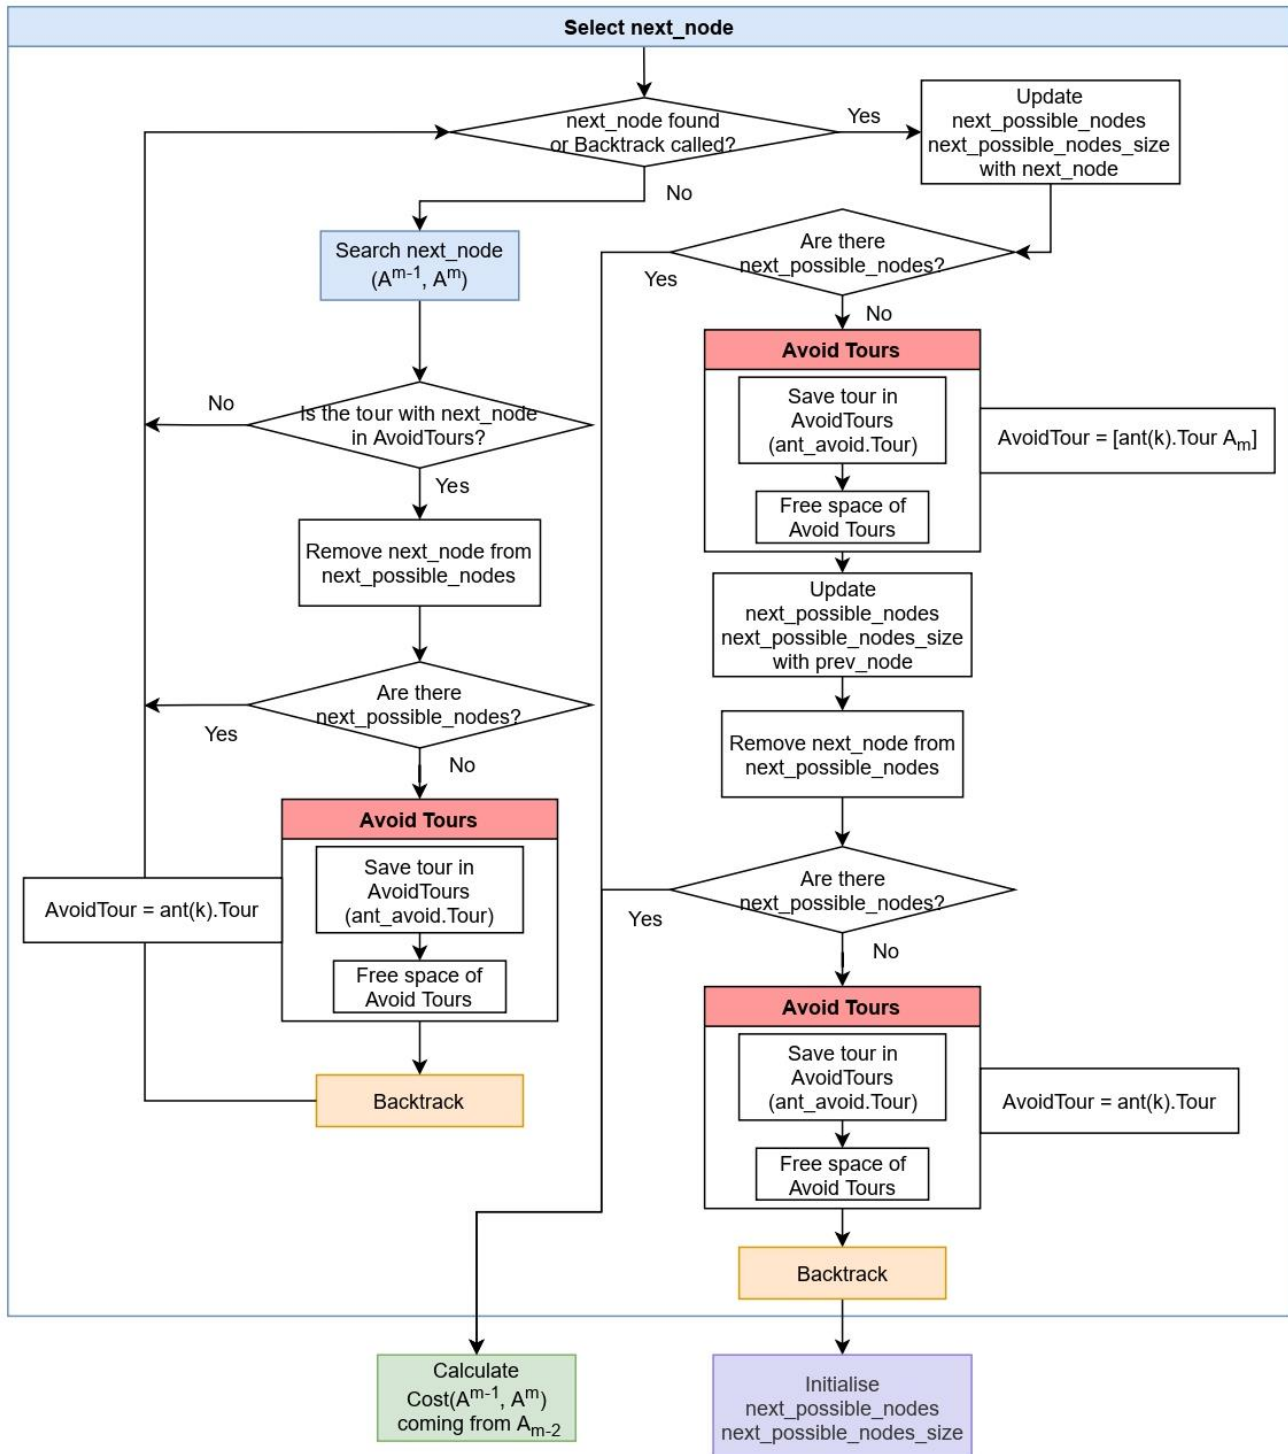 Select next_node
next_node found
or Backtrack called?
Yes
Update
next_possible_nodes
next_possible_nodes_size
with next_node
No
Search next_node
(A^m-1, A^m)
Are there
next_possible_nodes?
Yes
No
Is the tour with next_node
in AvoidTours?
No
Yes
Remove next_node from
next_possible_nodes
Are there
next_possible_nodes?
Yes
No
Avoid Tours
Save tour in
AvoidTours
(ant_avoid.Tour)
Free space of
Avoid Tours
AvoidTour = ant(k).Tour
Backtrack
Avoid Tours
Save tour in
AvoidTours
(ant_avoid.Tour)
Free space of
Avoid Tours
AvoidTour = [ant(k).Tour A_m]
Update
next_possible_nodes
next_possible_nodes_size
with prev_node
Remove next_node from
next_possible_nodes
Are there
next_possible_nodes?
Yes
No
Avoid Tours
Save tour in
AvoidTours
(ant_avoid.Tour)
Free space of
Avoid Tours
AvoidTour = ant(k).Tour
Backtrack
Calculate
Cost(A^m-1, A^m)
coming from A_m-2
Initialise
next_possible_nodes
next_possible_nodes_size